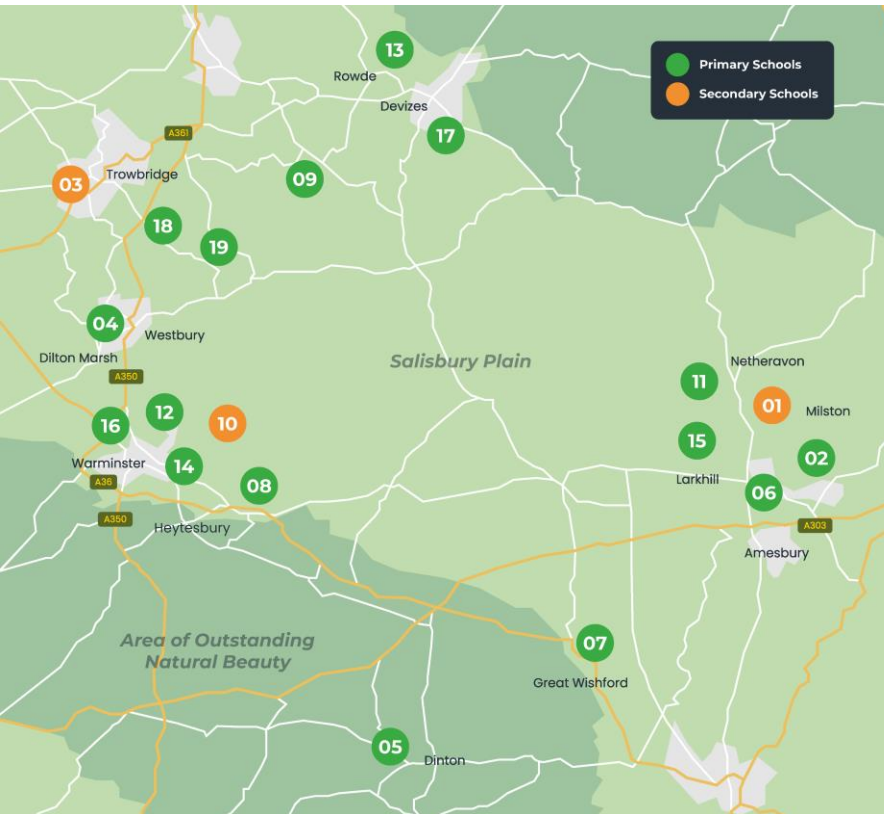 13
Rowde
Devizes
Primary Schools
Secondary Schools
17
A361
Trowbridge
03
09
18
19
04
Westbury
Dilton Marsh
Salisbury Plain
A350
Netheravon
11
01
Milston
12
16
10
15
02
Warminster
14
Larkhill
A36
08
06
A350
Heytesbury
A303
Amesbury
Area of Outstanding
Natural Beauty
07
Great Wishford
05
Dinton